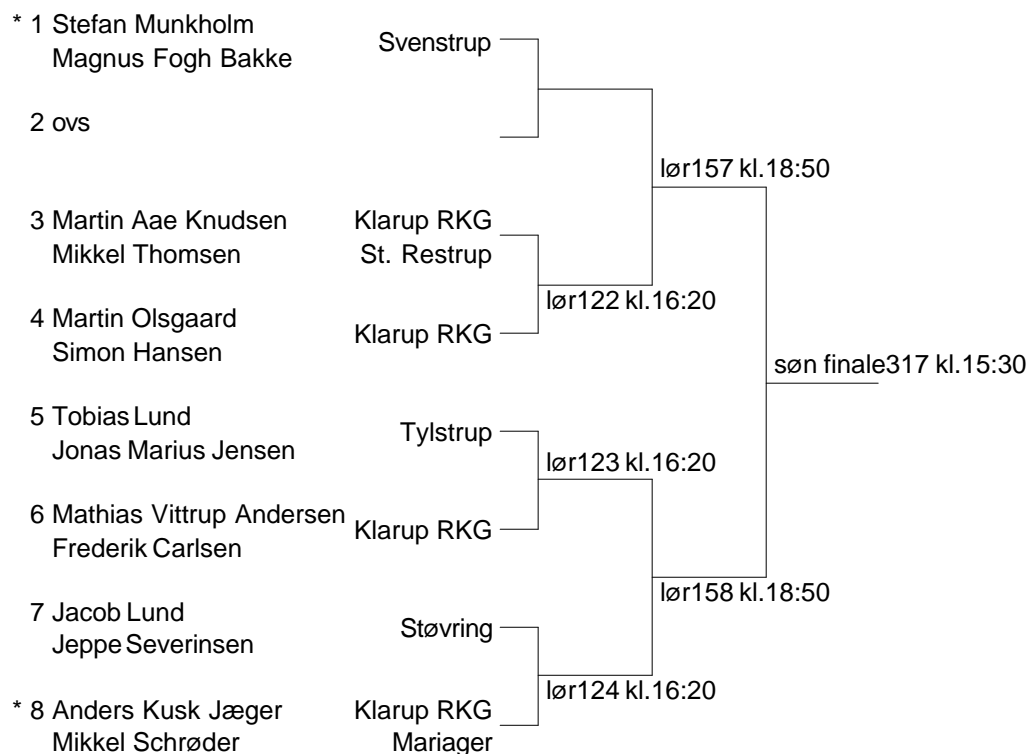 * 1 Stefan Munkholm
Svenstrup
Magnus Fogh Bakke
2 ovs
lør157 kl.18:50
3 Martin Aae Knudsen Klarup RKG
Mikkel Thomsen St. Restrup
lør122 kl.16:20
4 Martin Olsgaard
Klarup RKG
Simon Hansen
søn finale317 kl.15:30
5 Tobias Lund
Tylstrup
Jonas Marius Jensen
lør123 kl.16:20
6 Mathias Vittrup Andersen
Klarup RKG
Frederik Carlsen
lør158 kl.18:50
7 Jacob Lund
Støvring
Jeppe Severinsen
lør124 kl.16:20
* 8 Anders Kusk Jæger Klarup RKG
Mikkel Schrøder Mariager